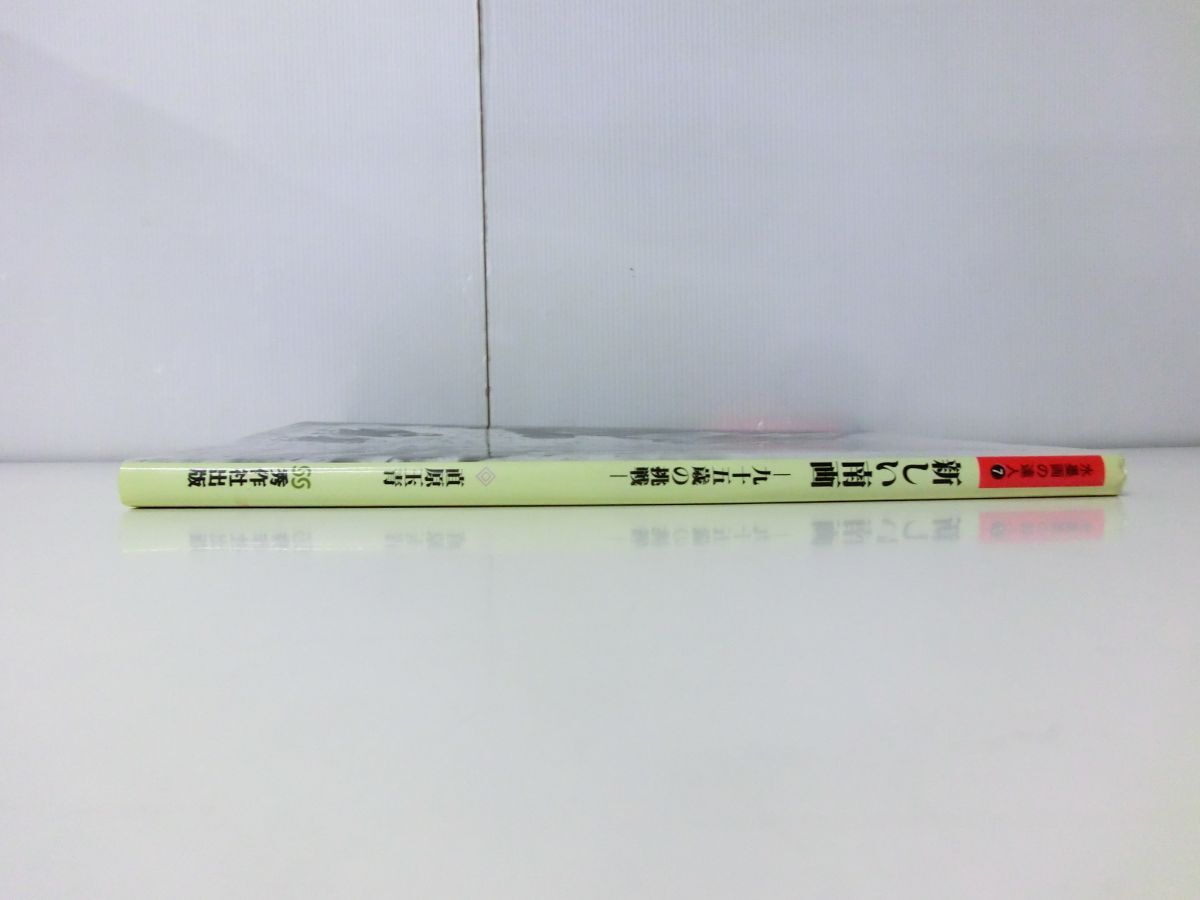 水墨画の達人 7
新しい南画
―九十五歳の挑戦―
直原玉青
SS 秀作社出版